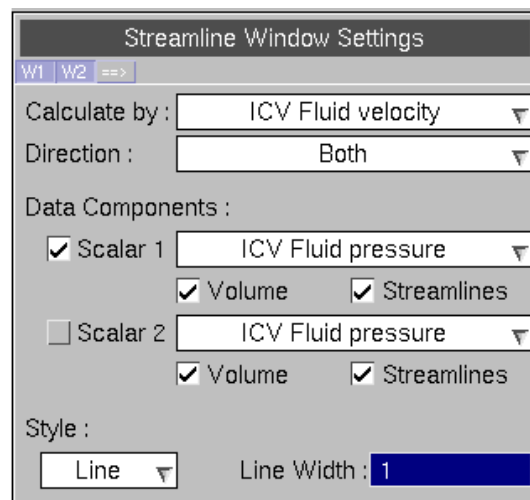 Streamline Window Settings
W1 W2 ==>
Calculate by : ICV Fluid velocity
Direction : Both
Data Components :
Scalar 1 ICV Fluid pressure
Volume Streamlines
Scalar 2 ICV Fluid pressure
Volume Streamlines
Style :
Line Line Width : 1